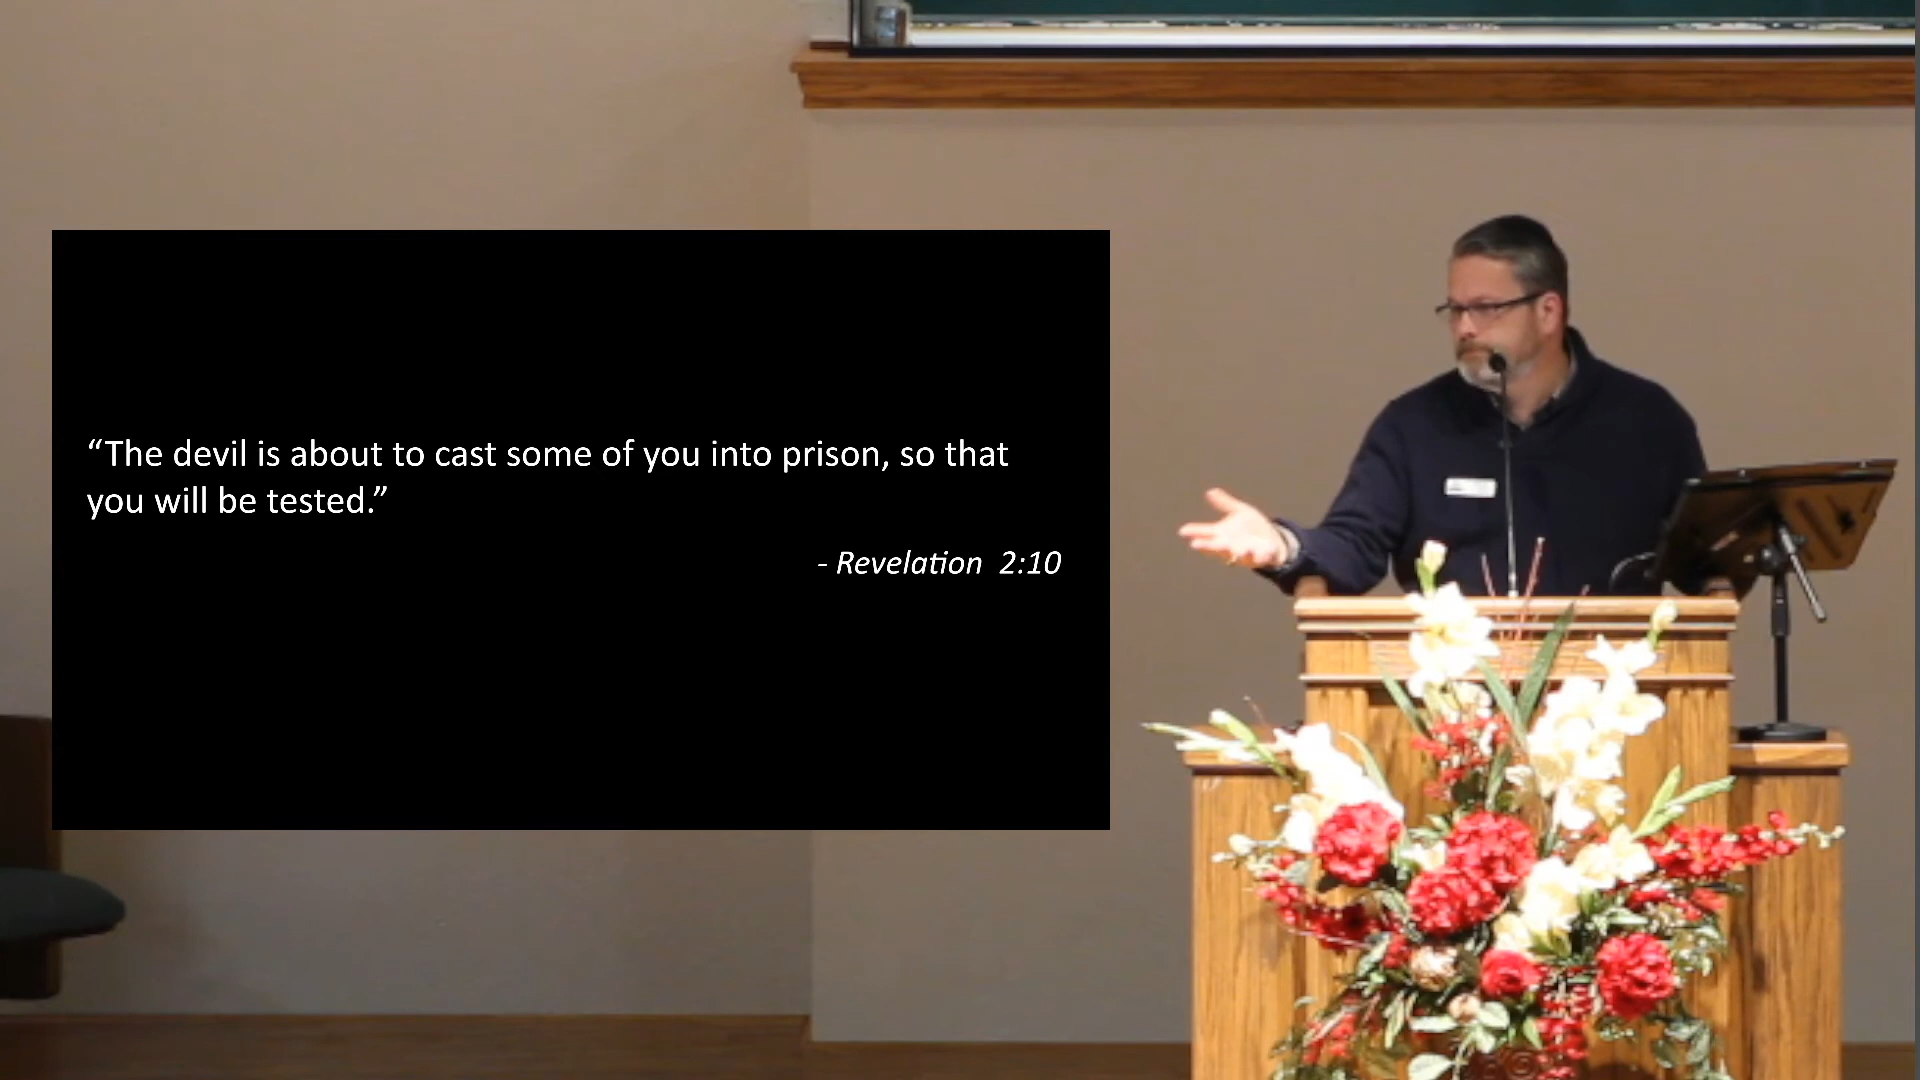 “The devil is about to cast some of you into prison, so that
you will be tested.”
- Revelation  2:10